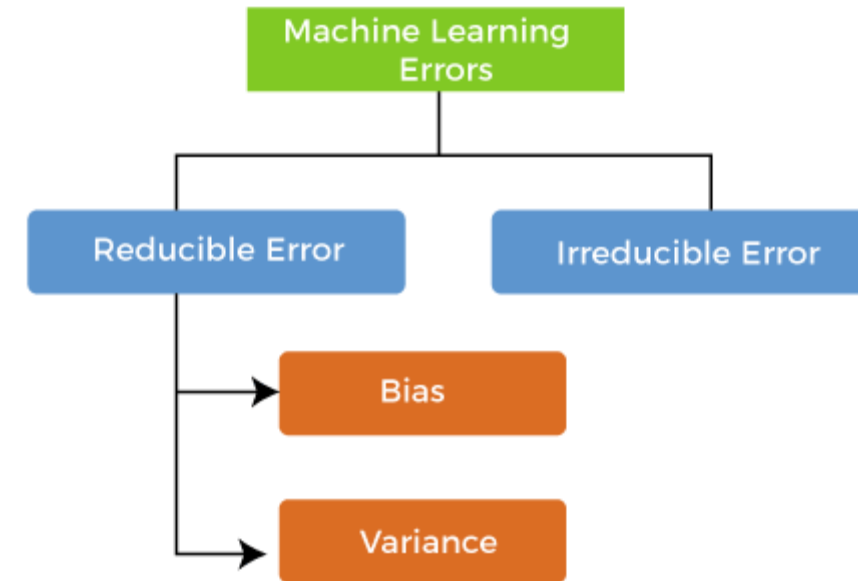 Machine Learning
Errors
Reducible Error
Irreducible Error
Bias
Variance